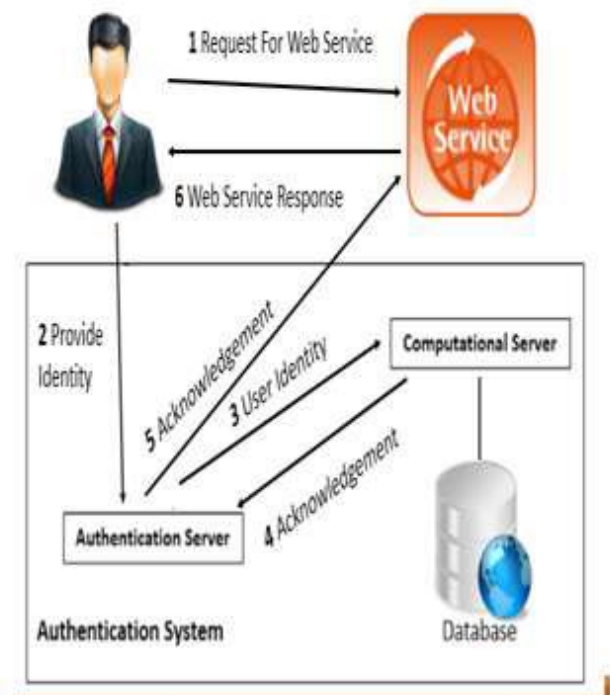 1 Request For Web Service
Web
Service
6 Web Service Response
2 Provide
Identity
5 Acknowledgement
3 User Identity
Computational Server
4 Acknowledgement
Authentication Server
Authentication System
Database